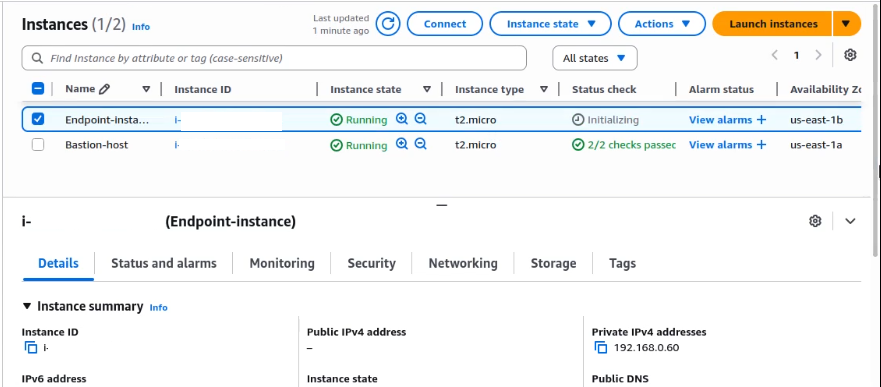 Instances (1/2) Info
Last updated
1 minute ago
Connect
Instance state
Actions
Launch instances
Find Instance by attribute or tag (case-sensitive)
All states
1
Name Instance ID Instance state Instance type Status check Alarm status Availability Zo
Endpoint-insta... i- Running t2.micro Initializing View alarms + us-east-1b
Bastion-host i- Running t2.micro 2/2 checks passec View alarms + us-east-1a
i- (Endpoint-instance)
Details Status and alarms Monitoring Security Networking Storage Tags
Instance summary Info
Instance ID Public IPv4 address Private IPv4 addresses
i- – 192.168.0.60
IPv6 address Instance state Public DNS